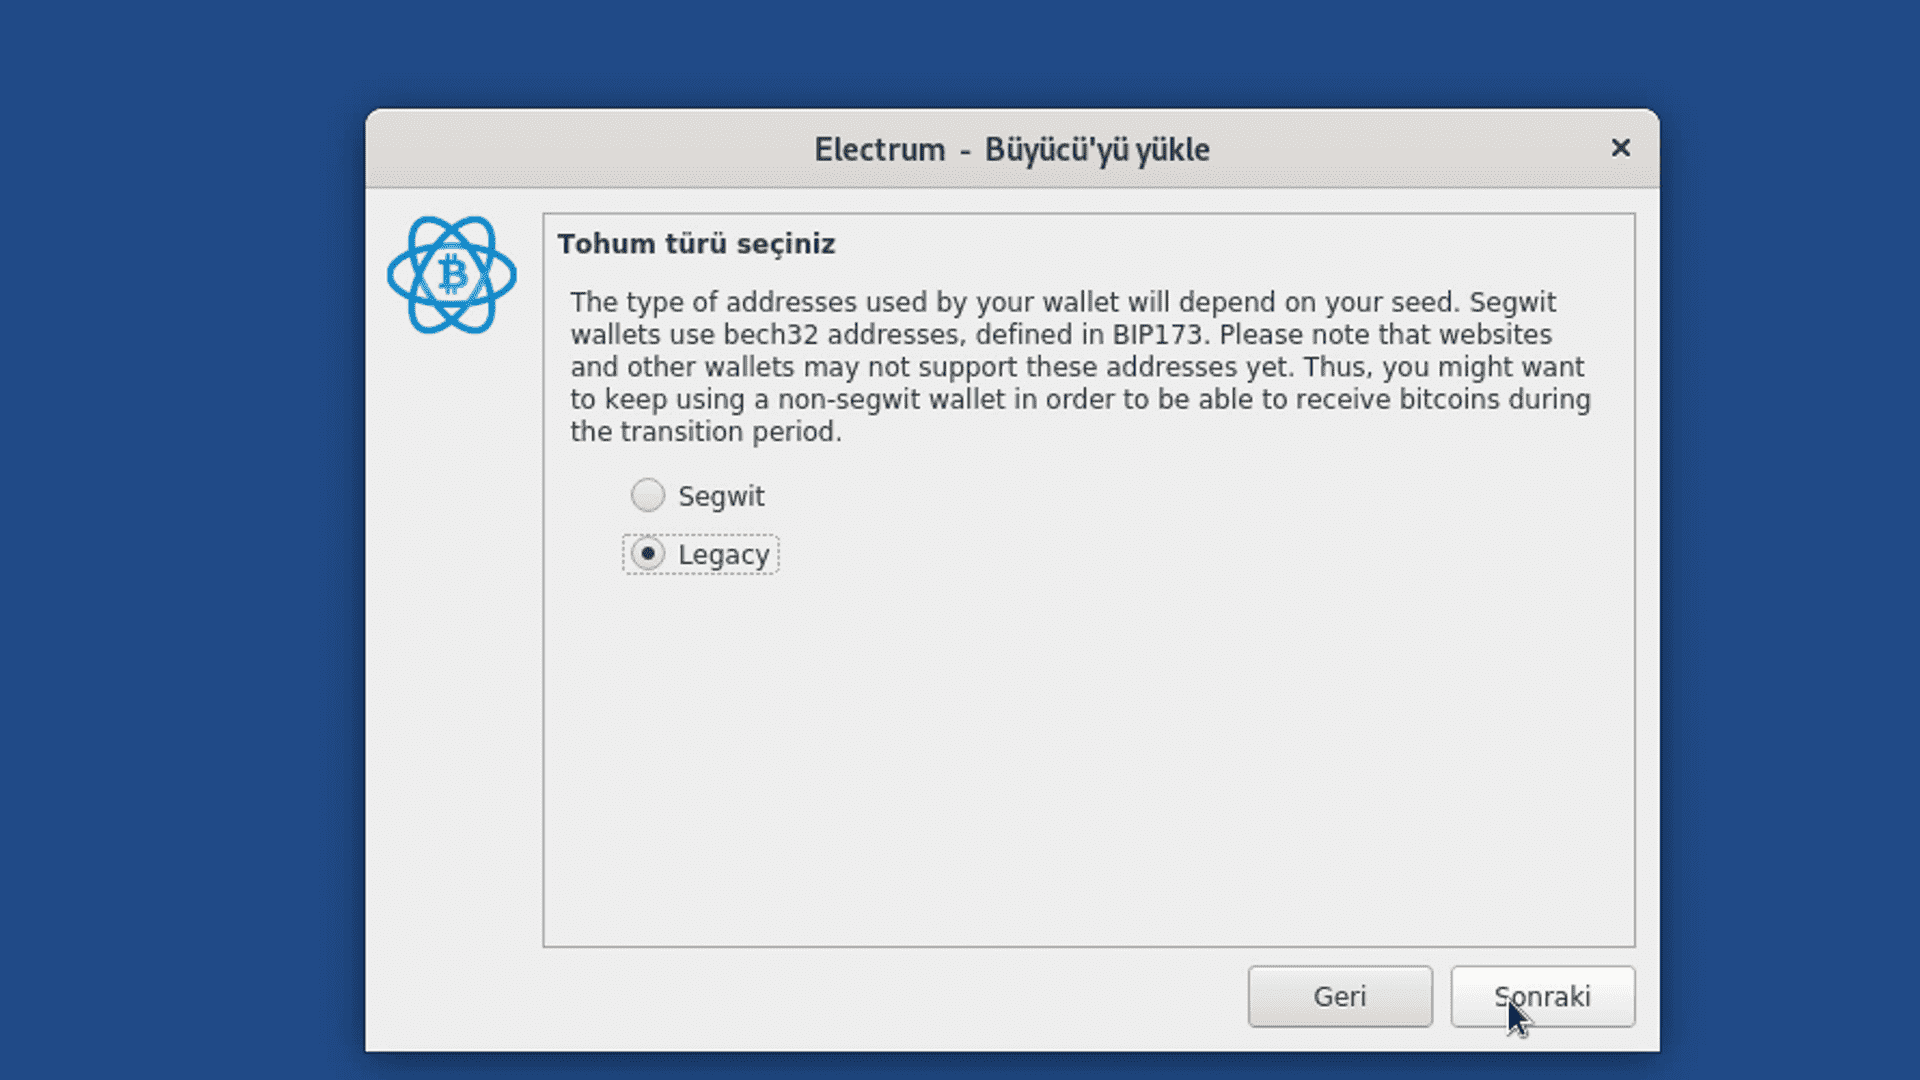 Electrum - Büyücü'yü yükle
Tohum türü seçiniz
The type of addresses used by your wallet will depend on your seed. Segwit
wallets use bech32 addresses, defined in BIP173. Please note that websites
and other wallets may not support these addresses yet. Thus, you might want
to keep using a non-segwit wallet in order to be able to receive bitcoins during
the transition period.
Segwit
Legacy
Geri
Sonraki